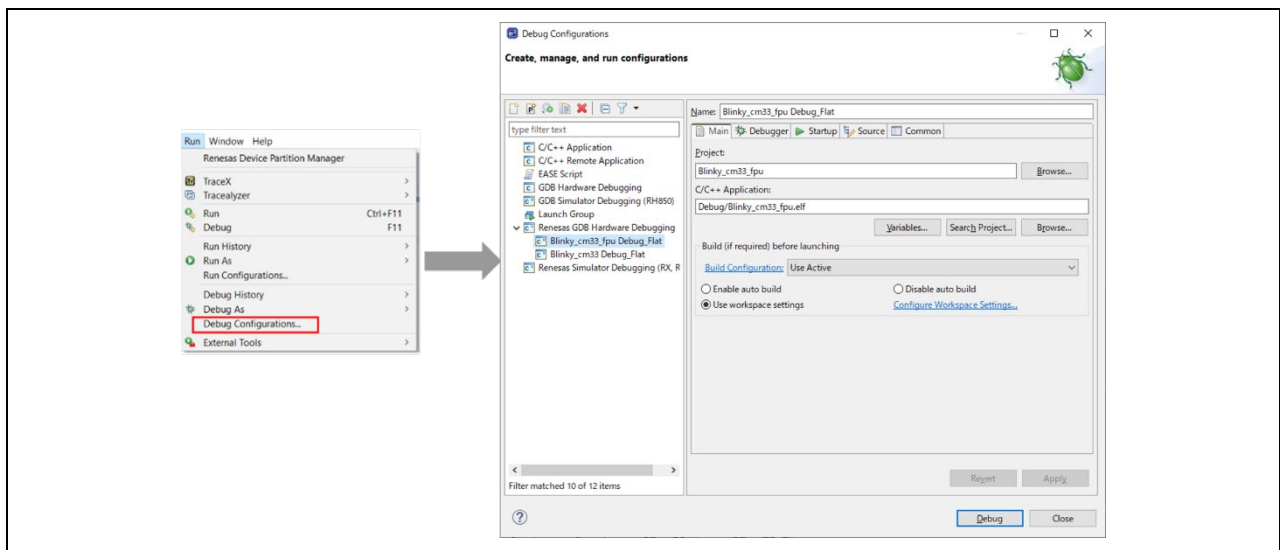 Run Window Help
Renesas Device Partition Manager
TraceX
Tracealyzer
Run Ctrl+F11
Debug F11
Run History
Run As
Run Configurations...
Debug History
Debug As
Debug Configurations...
External Tools
Debug Configurations
Create, manage, and run configurations
type filter text
C/C++ Application
C/C++ Remote Application
EASE Script
GDB Hardware Debugging
GDB Simulator Debugging (RH850)
Launch Group
Renesas GDB Hardware Debugging
Blinky_cm33_fpu Debug_Flat
Blinky_cm33 Debug_Flat
Renesas Simulator Debugging (RX, R
Filter matched 10 of 12 items
Name: Blinky_cm33_fpu Debug_Flat
Main Debugger Startup Source Common
Project:
Blinky_cm33_fpu Browse...
C/C++ Application:
Debug/Blinky_cm33_fpu.elf
Variables... Search Project... Browse...
Build (if required) before launching
Build Configuration: Use Active
Enable auto build Disable auto build
Use workspace settings Configure Workspace Settings...
Revert Apply
Debug Close